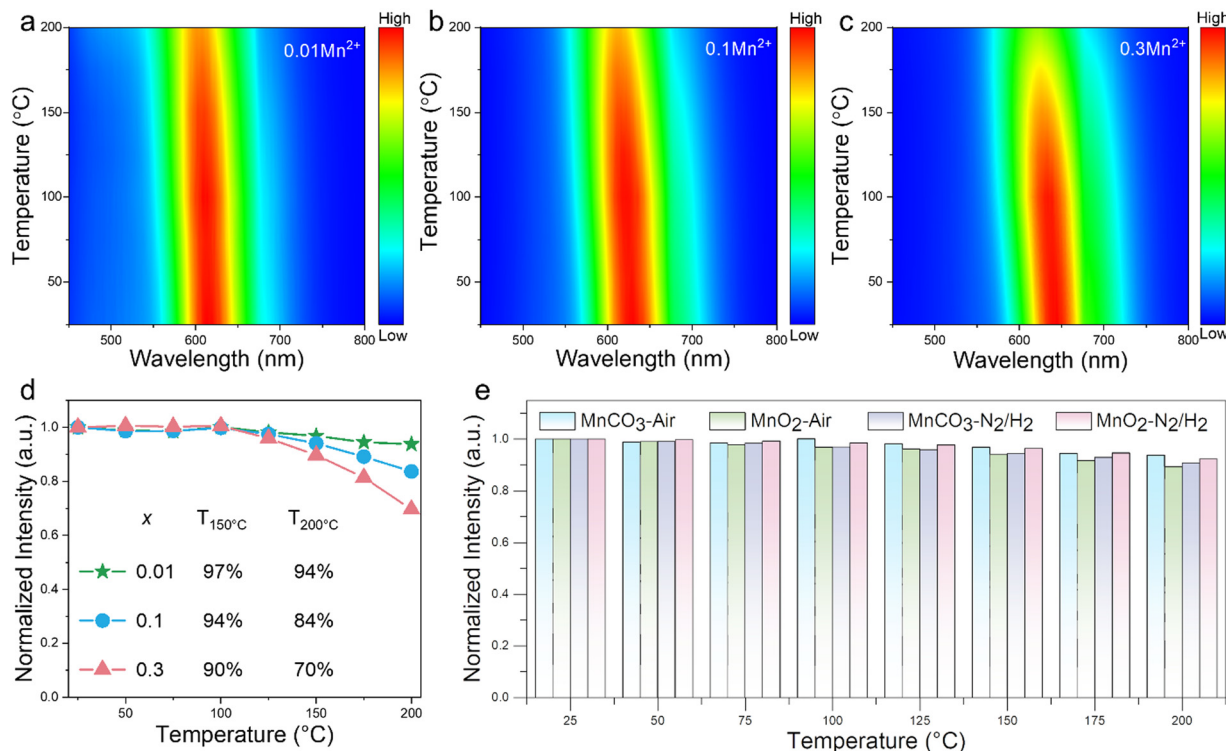 a
High
200
0.01Mn²⁺
150
100
50
Temperature (°C)
500
600
700
800
Low
Wavelength (nm)
b
High
200
0.1Mn²⁺
150
100
50
Temperature (°C)
500
600
700
800
Low
Wavelength (nm)
c
High
200
0.3Mn²⁺
150
100
50
Temperature (°C)
500
600
700
800
Low
Wavelength (nm)
d
1.0
0.8
0.6
0.4
0.2
0.0
Normalized Intensity (a.u.)
x T150°C T200°C
0.01 97% 94%
0.1 94% 84%
0.3 90% 70%
50
100
150
200
Temperature (°C)
e
MnCO₃-Air MnO₂-Air MnCO₃-N₂/H₂ MnO₂-N₂/H₂
1.0
0.8
0.6
0.4
0.2
0.0
Normalized Intensity (a.u.)
25
50
75
100
125
150
175
200
Temperature (°C)